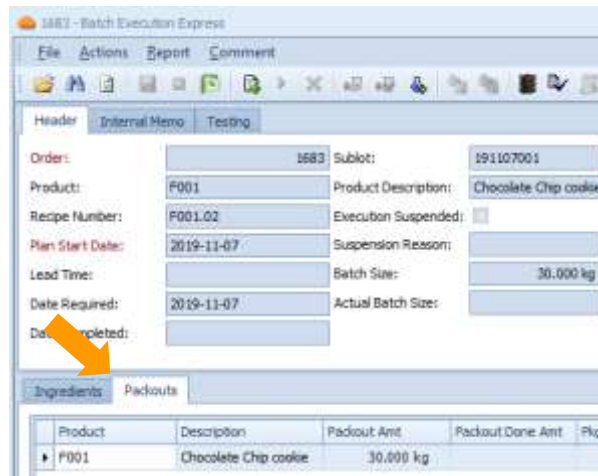 1683 - Batch Execution Express
File Actions Report Comment
Header Internal Memo Testing
Order: 1683 Sublot: 191107001
Product: F001 Product Description: Chocolate Chip cookie
Recipe Number: F001.02 Execution Suspended:
Plan Start Date: 2019-11-07 Suspension Reason:
Lead Time: Batch Size: 30.000 kg
Date Required: 2019-11-07 Actual Batch Size:
Ingredients Packouts
Product Description Packout Amt Packout Done Amt
F001 Chocolate Chip cookie 30.000 kg